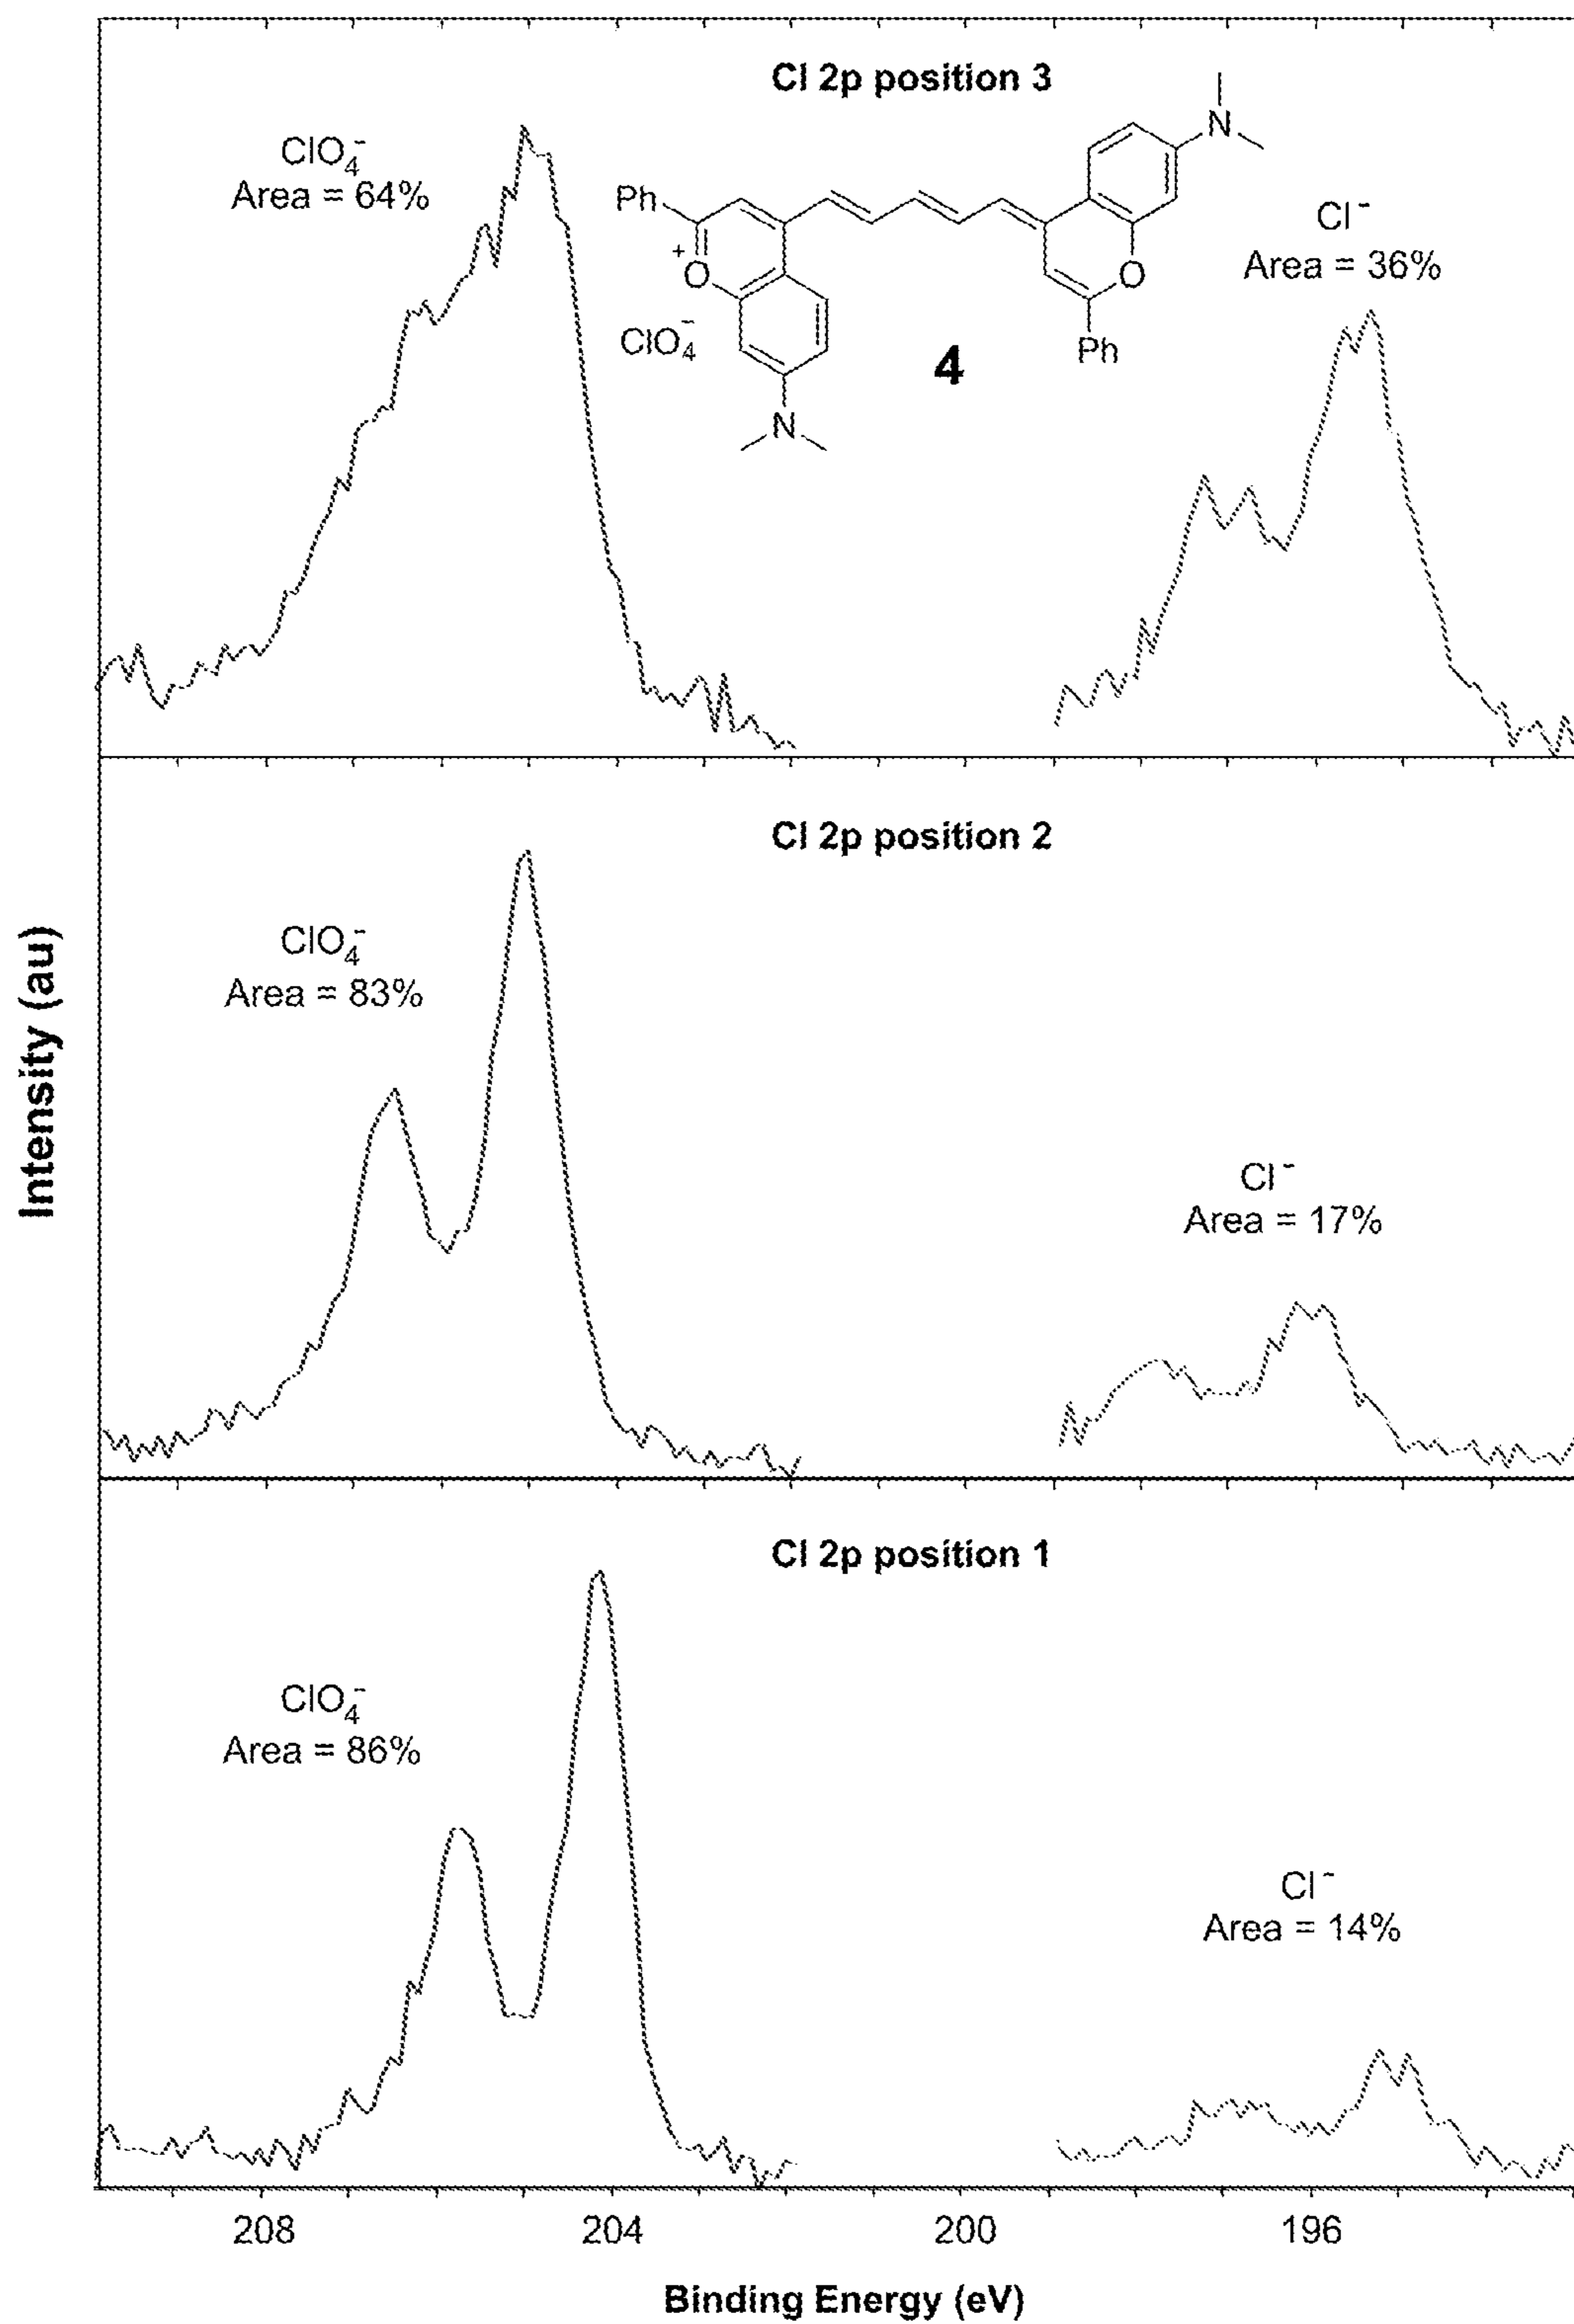 Cl 2p position 3
ClO₄⁻
Area = 64%
Cl⁻
Area = 36%
N
Ph
+
O
O
ClO₄⁻
4
Ph
N
Cl 2p position 2
ClO₄⁻
Area = 83%
Cl⁻
Area = 17%
Intensity (au)
Cl 2p position 1
ClO₄⁻
Area = 86%
Cl⁻
Area = 14%
208 204 200 196
Binding Energy (eV)